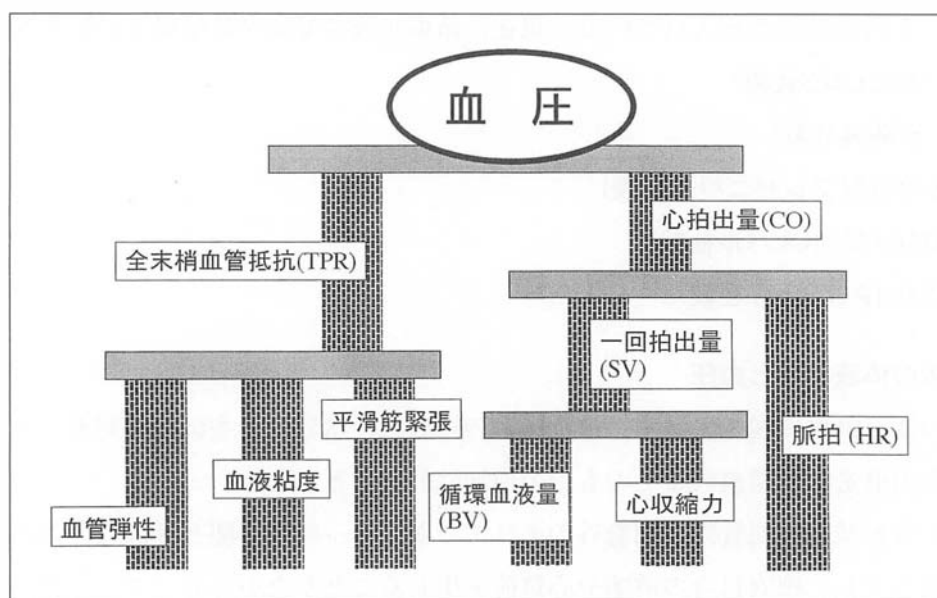 血 圧
心拍出量(CO)
全末梢血管抵抗(TPR)
一回拍出量
(SV)
平滑筋緊張
脈拍 (HR)
血液粘度
循環血液量
(BV)
心収縮力
血管弾性